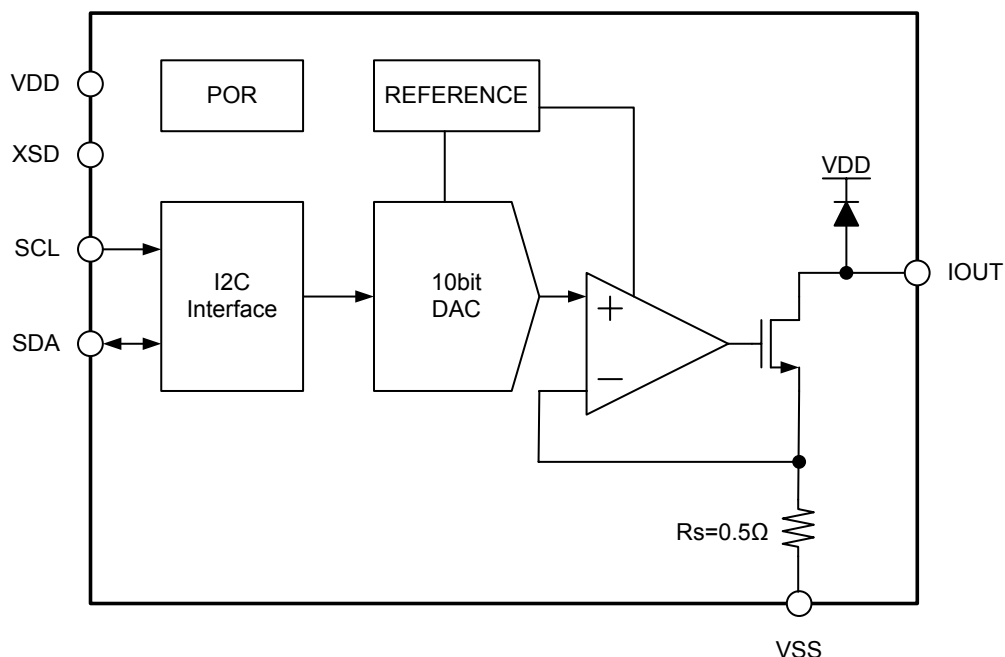 VDD
POR
REFERENCE
XSD
VDD
SCL
I2C
Interface
10bit
DAC
IOUT
SDA
+
−
Rs=0.5Ω
VSS